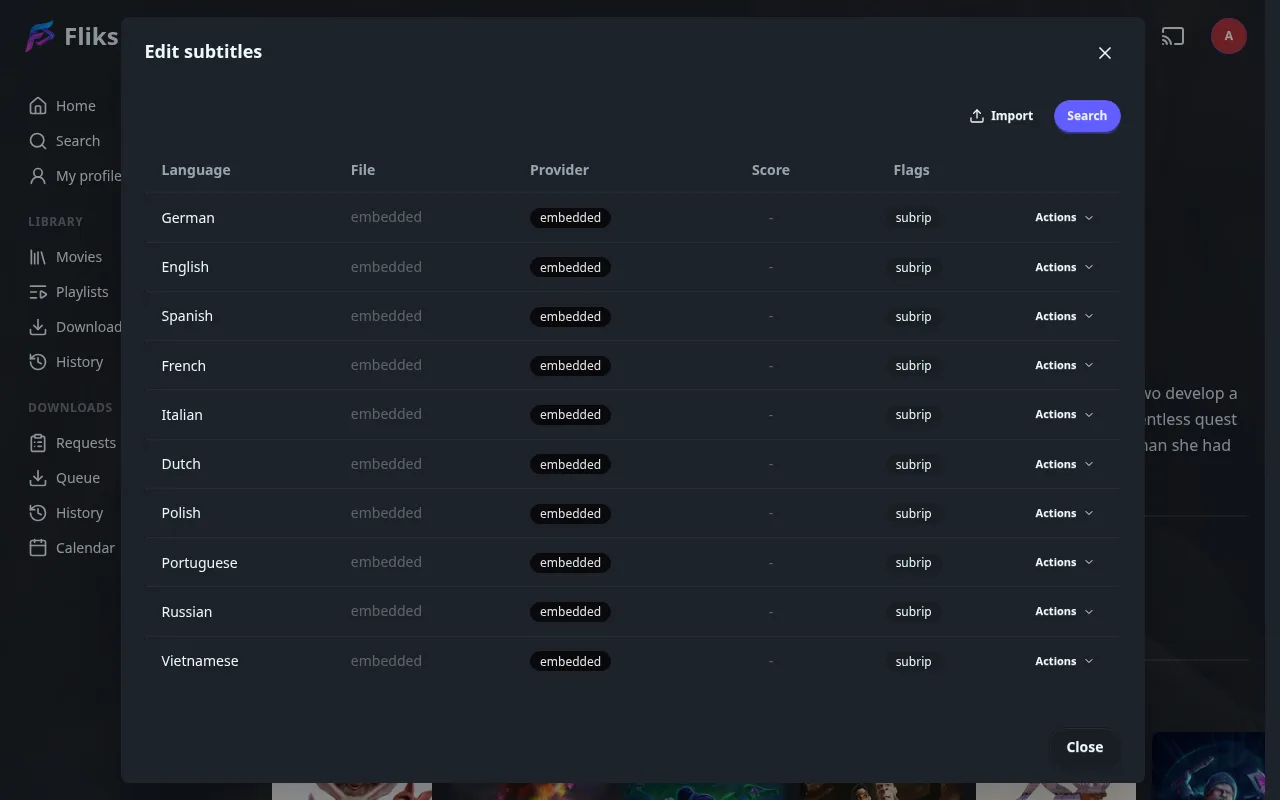 Fliks
Edit subtitles
A
Home
Search
My profile
LIBRARY
Movies
Playlists
Download
History
DOWNLOADS
Requests
Queue
History
Calendar
Import
Search
Language File Provider Score Flags
German embedded embedded - subrip Actions
English embedded embedded - subrip Actions
Spanish embedded embedded - subrip Actions
French embedded embedded - subrip Actions
Italian embedded embedded - subrip Actions
Dutch embedded embedded - subrip Actions
Polish embedded embedded - subrip Actions
Portuguese embedded embedded - subrip Actions
Russian embedded embedded - subrip Actions
Vietnamese embedded embedded - subrip Actions
Close
develop a
quest
she had